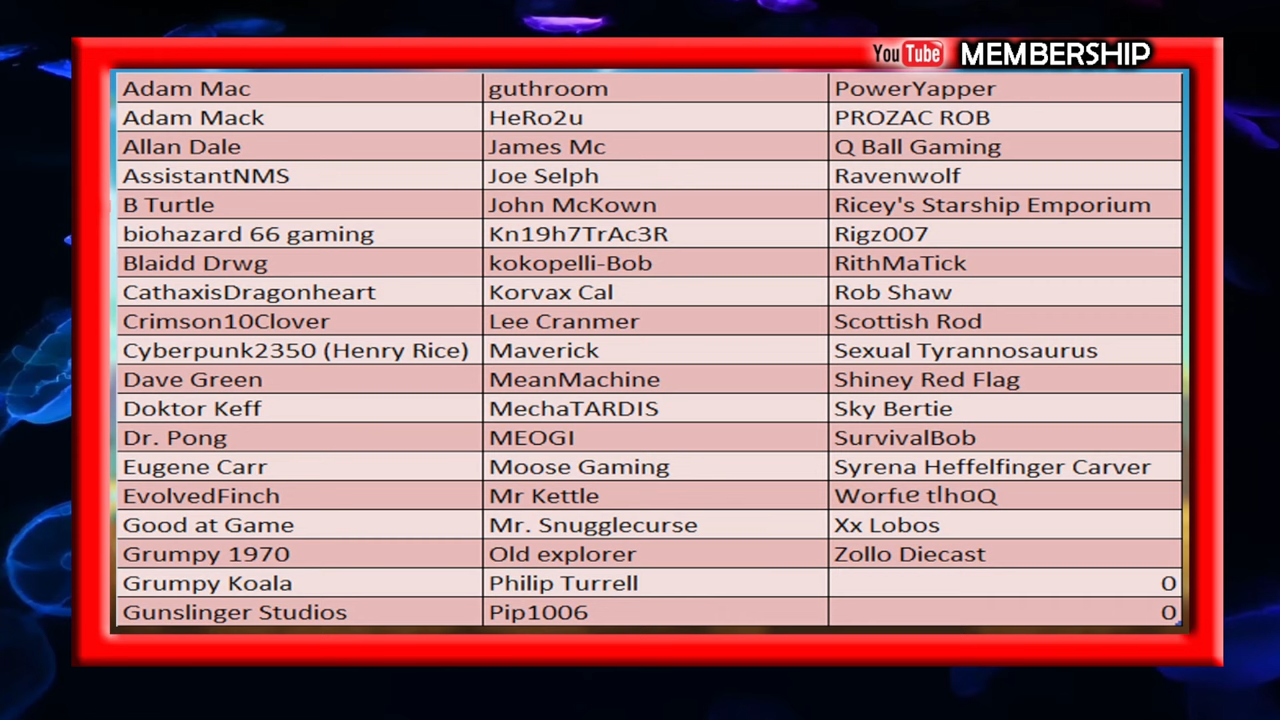 YouTube MEMBERSHIP
Adam Mac guthroom PowerYapper
Adam Mack HeRo2u PROZAC ROB
Allan Dale James Mc Q Ball Gaming
AssistantNMS Joe Selph Ravenwolf
B Turtle John McKown Ricey's Starship Emporium
biohazard 66 gaming Kn19h7TrAc3R Rigz007
Blaidd Drwg kokopelli-Bob RithMaTick
CathaxisDragonheart Korvax Cal Rob Shaw
Crimson10Clover Lee Cranmer Scottish Rod
Cyberpunk2350 (Henry Rice) Maverick Sexual Tyrannosaurus
Dave Green MeanMachine Shiney Red Flag
Doktor Keff MechaTARDIS Sky Bertie
Dr. Pong MEOGI SurvivalBob
Eugene Carr Moose Gaming Syrena Heffelfinger Carver
EvolvedFinch Mr Kettle Worfɩҽ tlhɑQ
Good at Game Mr. Snugglecurse Xx Lobos
Grumpy 1970 Old explorer Zollo Diecast
Grumpy Koala Philip Turrell 0
Gunslinger Studios Pip1006 0